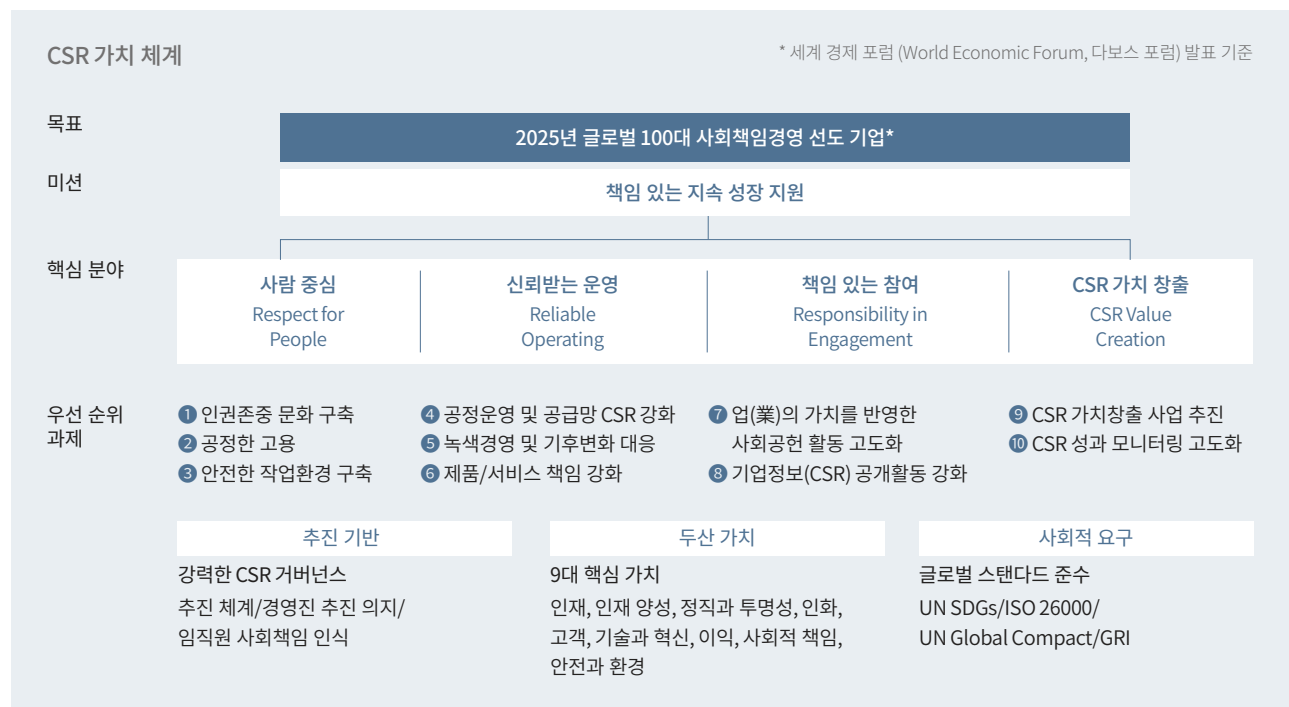 CSR 가치 체계
* 세계 경제 포럼 (World Economic Forum, 다보스 포럼) 발표 기준
목표
2025년 글로벌 100대 사회책임경영 선도 기업*
미션
책임 있는 지속 성장 지원
핵심 분야
사람 중심
Respect for
People
신뢰받는 운영
Reliable
Operating
책임 있는 참여
Responsibility in
Engagement
CSR 가치 창출
CSR Value
Creation
우선 순위
과제
❶ 인권존중 문화 구축
❷ 공정한 고용
❸ 안전한 작업환경 구축
❹ 공정운영 및 공급망 CSR 강화
❺ 녹색경영 및 기후변화 대응
❻ 제품/서비스 책임 강화
❼ 업(業)의 가치를 반영한
사회공헌 활동 고도화
❽ 기업정보(CSR) 공개활동 강화
❾ CSR 가치창출 사업 추진
❿ CSR 성과 모니터링 고도화
추진 기반
강력한 CSR 거버넌스
추진 체계/경영진 추진 의지/
임직원 사회책임 인식
두산 가치
9대 핵심 가치
인재, 인재 양성, 정직과 투명성, 인화,
고객, 기술과 혁신, 이익, 사회적 책임,
안전과 환경
사회적 요구
글로벌 스탠다드 준수
UN SDGs/ISO 26000/
UN Global Compact/GRI